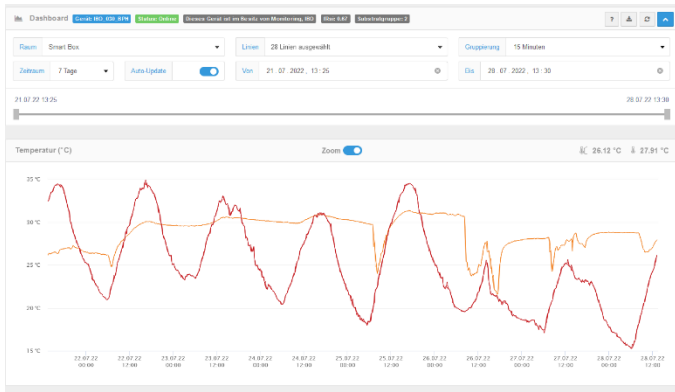 Dashboard Status: Online
Raum Smart Box Linien 28 Linien ausgewählt Gruppierung 15 Minuten
Zeitraum 7 Tage Auto-Update Von 21.07.2022, 13:25 Bis 28.07.2022, 13:30
21.07.22 13:25 28.07.22 13:30
Temperatur (°C) Zoom 26.12 °C 27.91 °C
35 °C
30 °C
25 °C
20 °C
15 °C
22.07.22 22.07.22 23.07.22 23.07.22 24.07.22 24.07.22 25.07.22 25.07.22 26.07.22 26.07.22 27.07.22 27.07.22 28.07.22 28.07.22
00:00 12:00 00:00 12:00 00:00 12:00 00:00 12:00 00:00 12:00 00:00 12:00 00:00 12:00